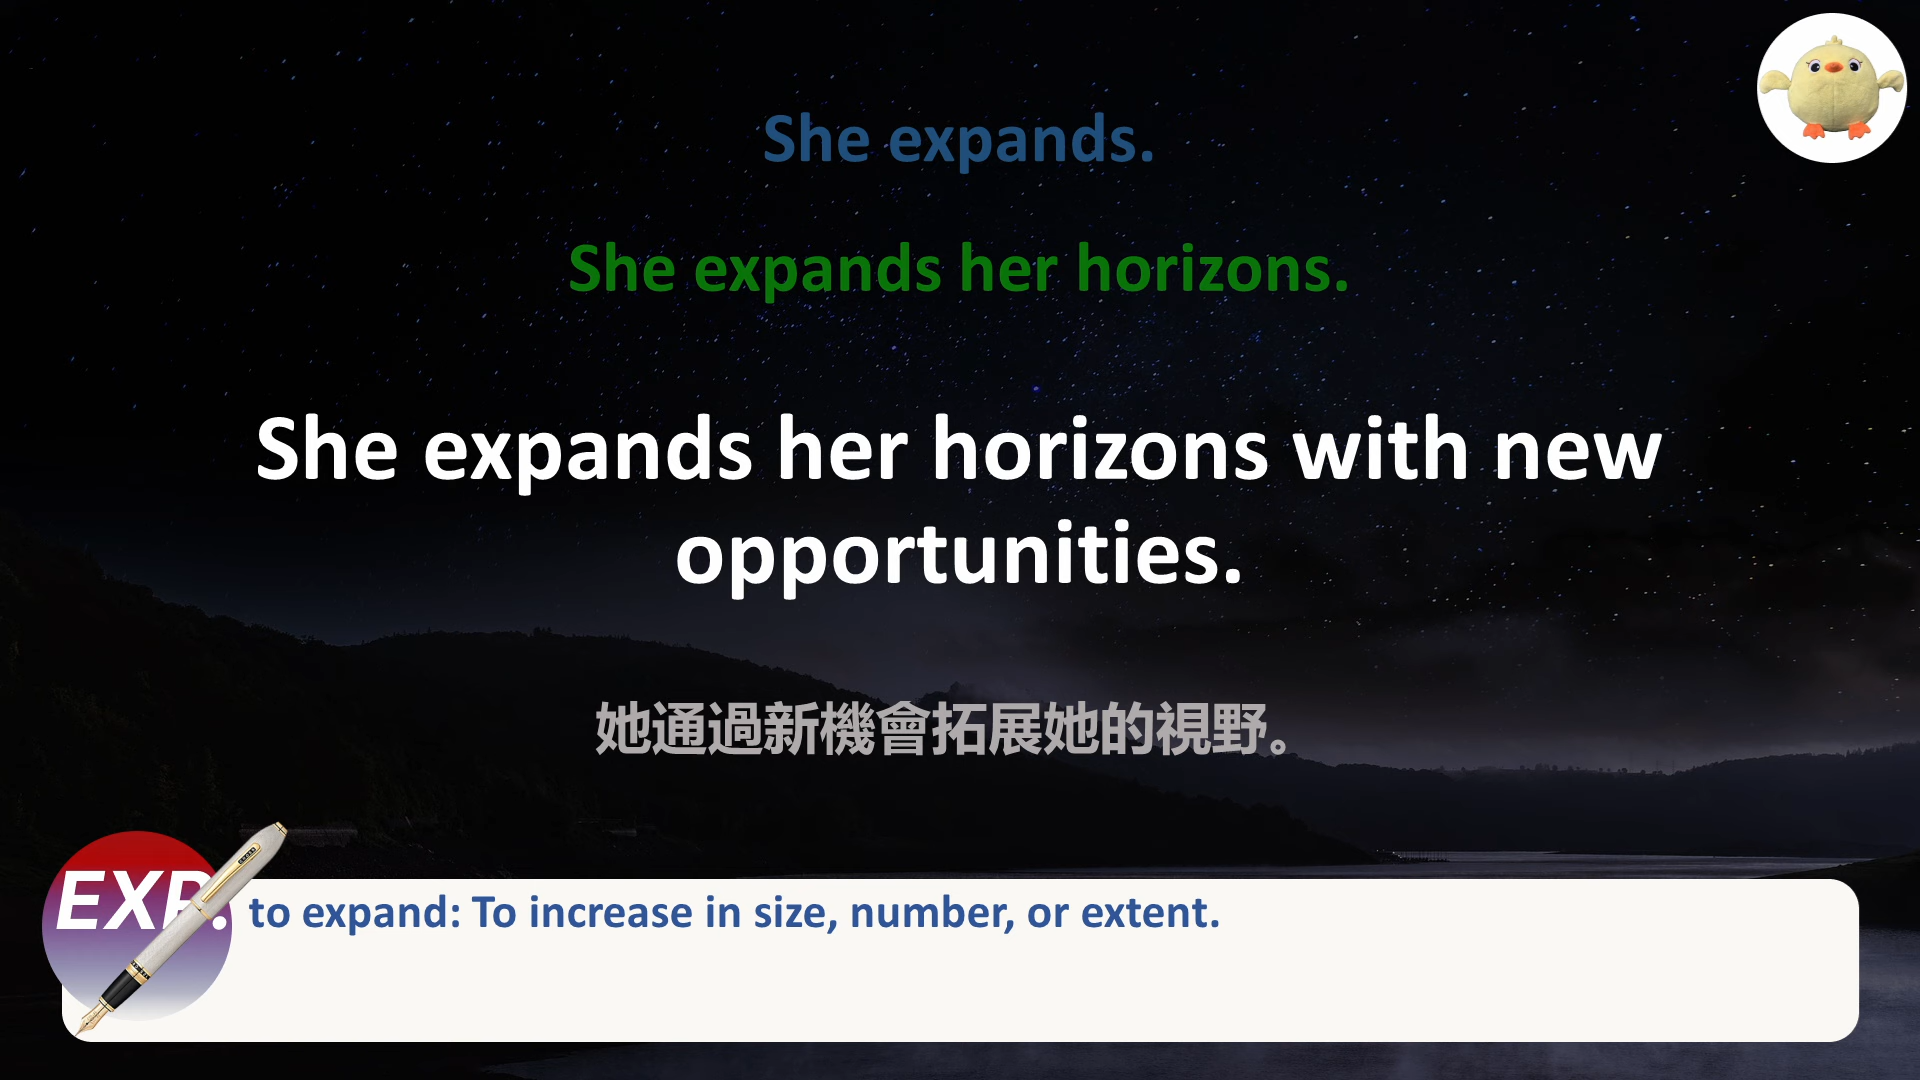 She expands.
She expands her horizons.
She expands her horizons with new
opportunities.
她通過新機會拓展她的視野。
EXP.
to expand: To increase in size, number, or extent.